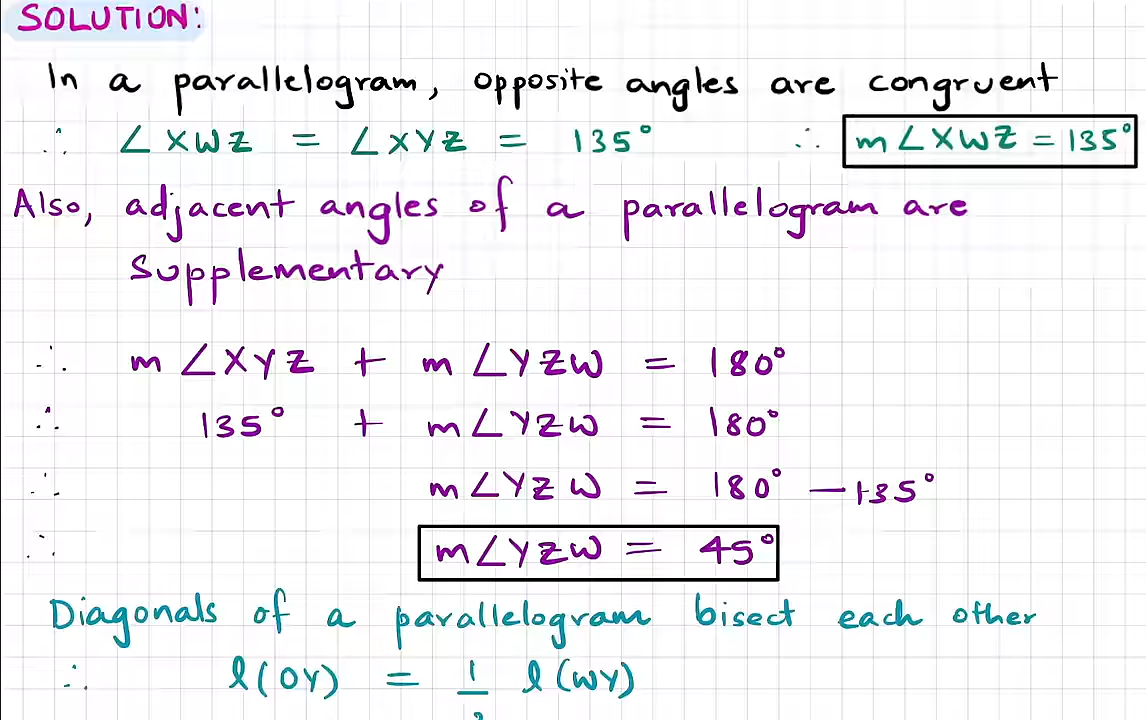 SOLUTION:
In a parallelogram, opposite angles are congruent
∴ ∠XWZ = ∠XYZ = 135° ∴ m∠XWZ = 135°
Also, adjacent angles of a parallelogram are
supplementary
∴ m∠XYZ + m∠YZW = 180°
∴ 135° + m∠YZW = 180°
∴ m∠YZW = 180° - 135°
∴ m∠YZW = 45°
Diagonals of a parallelogram bisect each other
∴ l(OY) = 1/2 l(WY)